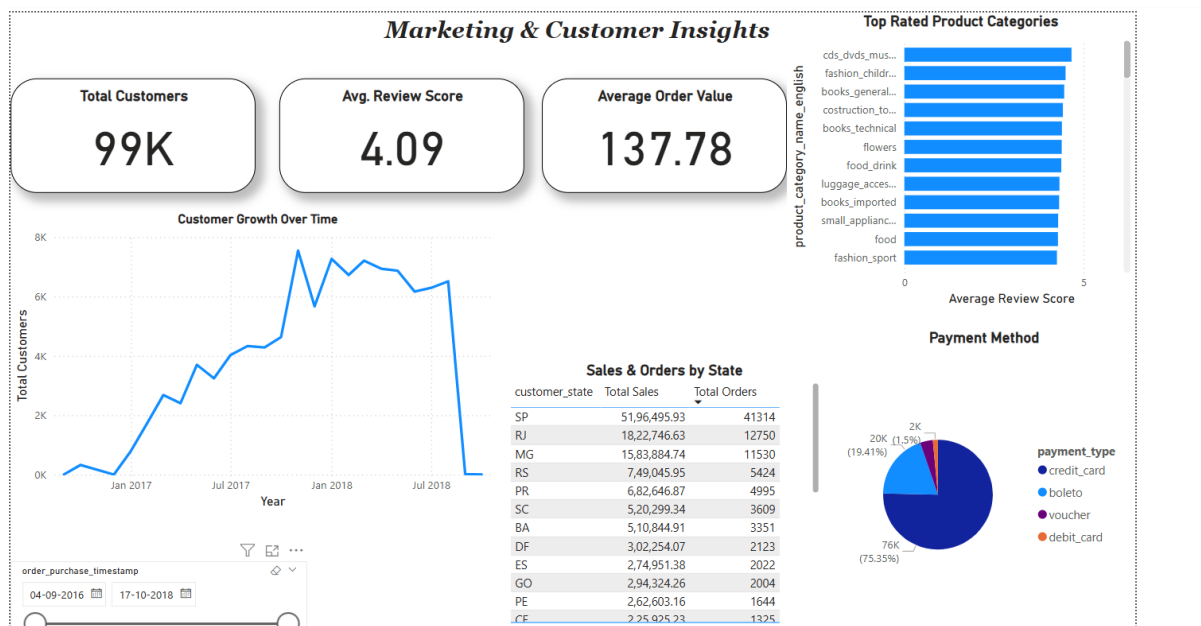 Marketing & Customer Insights
Total Customers
99K
Avg. Review Score
4.09
Average Order Value
137.78
Top Rated Product Categories
product_category_name_english
cds_dvds_mus...
fashion_childr...
books_general...
costruction_to...
books_technical
flowers
food_drink
luggage_acces...
books_imported
small_applianc...
food
fashion_sport
0 5
Average Review Score
Customer Growth Over Time
Total Customers
8K
6K
4K
2K
0K
Jan 2017 Jul 2017 Jan 2018 Jul 2018
Year
Sales & Orders by State
customer_state Total Sales Total Orders
SP 51,96,495.93 41314
RJ 18,22,746.63 12750
MG 15,83,884.74 11530
RS 7,49,045.95 5424
PR 6,82,646.87 4995
SC 5,20,299.34 3609
BA 5,10,844.91 3351
DF 3,02,254.07 2123
ES 2,74,951.38 2022
GO 2,94,324.26 2004
PE 2,62,603.16 1644
CE 2,25,925.23 1325
Payment Method
2K
(1.5%)
20K
(19.41%)
76K
(75.35%)
payment_type
credit_card
boleto
voucher
debit_card
order_purchase_timestamp
04-09-2016 17-10-2018